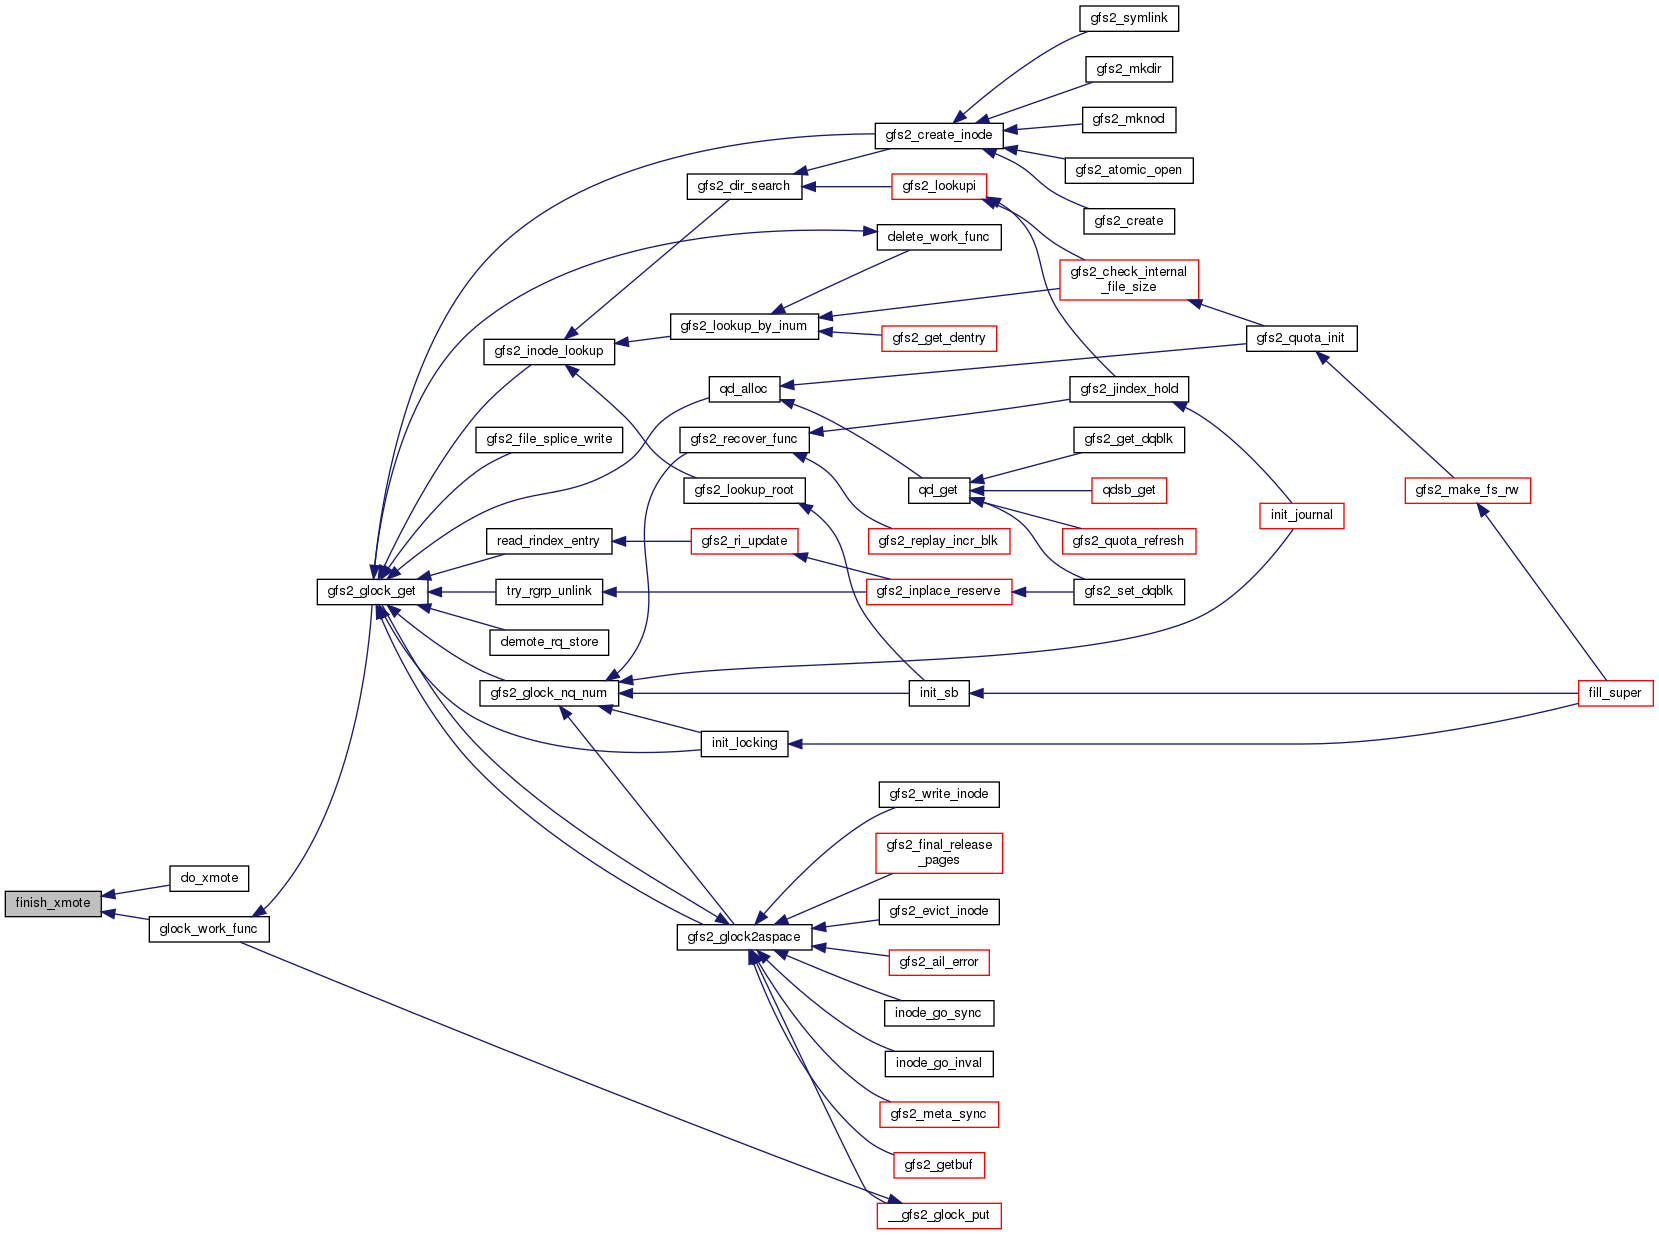 gfs2_symlink
gfs2_mkdir
gfs2_mknod
gfs2_create_inode
gfs2_atomic_open
gfs2_dir_search
gfs2_lookupi
gfs2_create
delete_work_func
gfs2_check_internal
_file_size
gfs2_lookup_by_inum
gfs2_get_dentry
gfs2_quota_init
gfs2_inode_lookup
qd_alloc
gfs2_jindex_hold
gfs2_file_splice_write
gfs2_recover_func
gfs2_get_dqblk
gfs2_lookup_root
qd_get
qdsb_get
gfs2_make_fs_rw
init_journal
read_rindex_entry
gfs2_ri_update
gfs2_replay_incr_blk
gfs2_quota_refresh
gfs2_glock_get
try_rgrp_unlink
gfs2_inplace_reserve
gfs2_set_dqblk
demote_rq_store
gfs2_glock_nq_num
init_sb
fill_super
init_locking
gfs2_write_inode
gfs2_final_release
_pages
do_xmote
finish_xmote
gfs2_evict_inode
glock_work_func
gfs2_glock2aspace
gfs2_ail_error
inode_go_sync
inode_go_inval
gfs2_meta_sync
gfs2_getbuf
__gfs2_glock_put